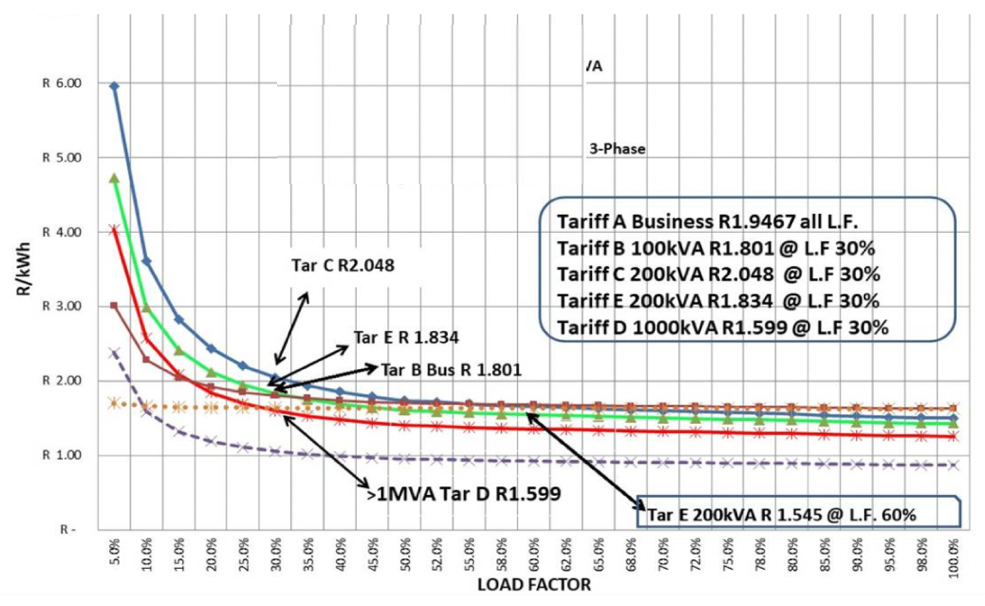 VA
R 6.00
R 5.00
3-Phase
R 4.00
R 3.00
R 2.00
R 1.00
R -
R/kWh
Tariff A Business R1.9467 all L.F.
Tariff B 100kVA R1.801 @ L.F 30%
Tariff C 200kVA R2.048 @ L.F 30%
Tariff E 200kVA R1.834 @ L.F 30%
Tariff D 1000kVA R1.599 @ L.F 30%
Tar C R2.048
Tar E R 1.834
Tar B Bus R 1.801
>1MVA Tar D R1.599
Tar E 200kVA R 1.545 @ L.F. 60%
5.0%
10.0%
15.0%
20.0%
25.0%
30.0%
35.0%
40.0%
45.0%
50.0%
52.0%
55.0%
58.0%
60.0%
62.0%
65.0%
68.0%
70.0%
72.0%
75.0%
78.0%
80.0%
85.0%
90.0%
95.0%
98.0%
100.0%
LOAD FACTOR